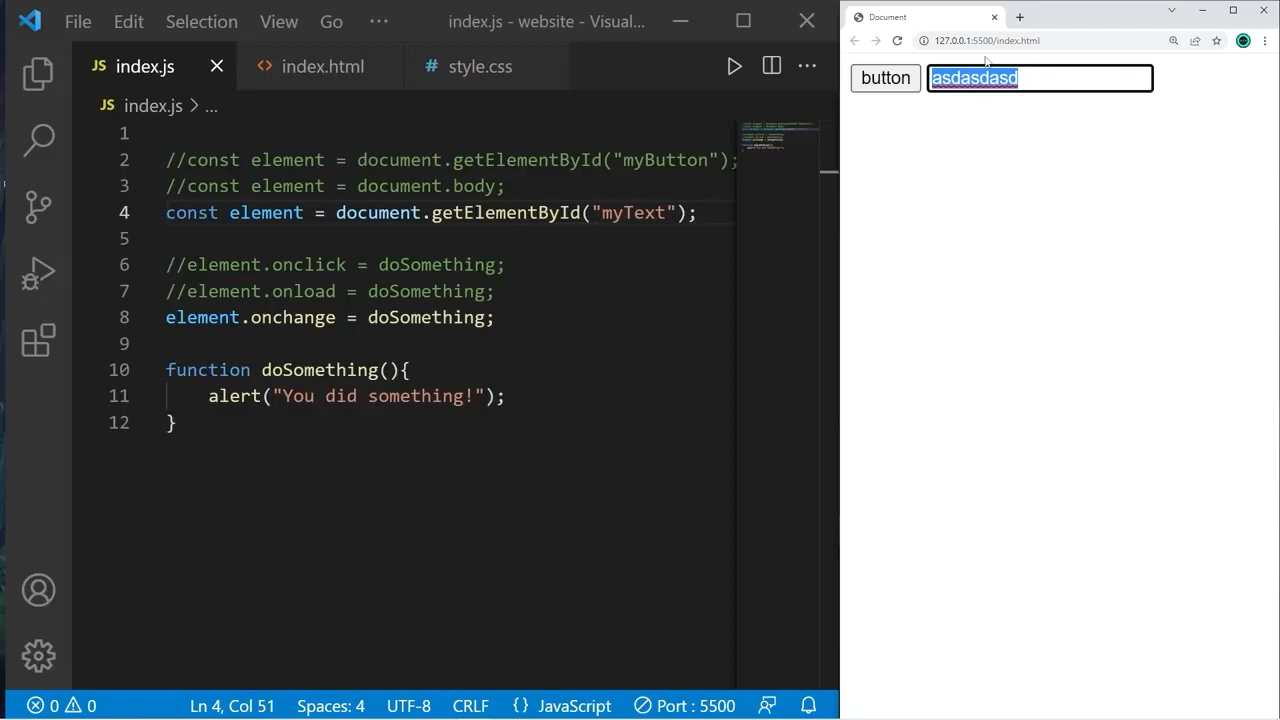 File Edit Selection View Go ··· index.js - website - Visual...
JS index.js index.html # style.css
JS index.js > ...
1
2 //const element = document.getElementById("myButton");
3 //const element = document.body;
4 const element = document.getElementById("myText");
5
6 //element.onclick = doSomething;
7 //element.onload = doSomething;
8 element.onchange = doSomething;
9
10 function doSomething(){
11 alert("You did something!");
12 }
0 0 Ln 4, Col 51 Spaces: 4 UTF-8 CRLF {} JavaScript Port : 5500
Document
127.0.0.1:5500/index.html
button asdasdasd